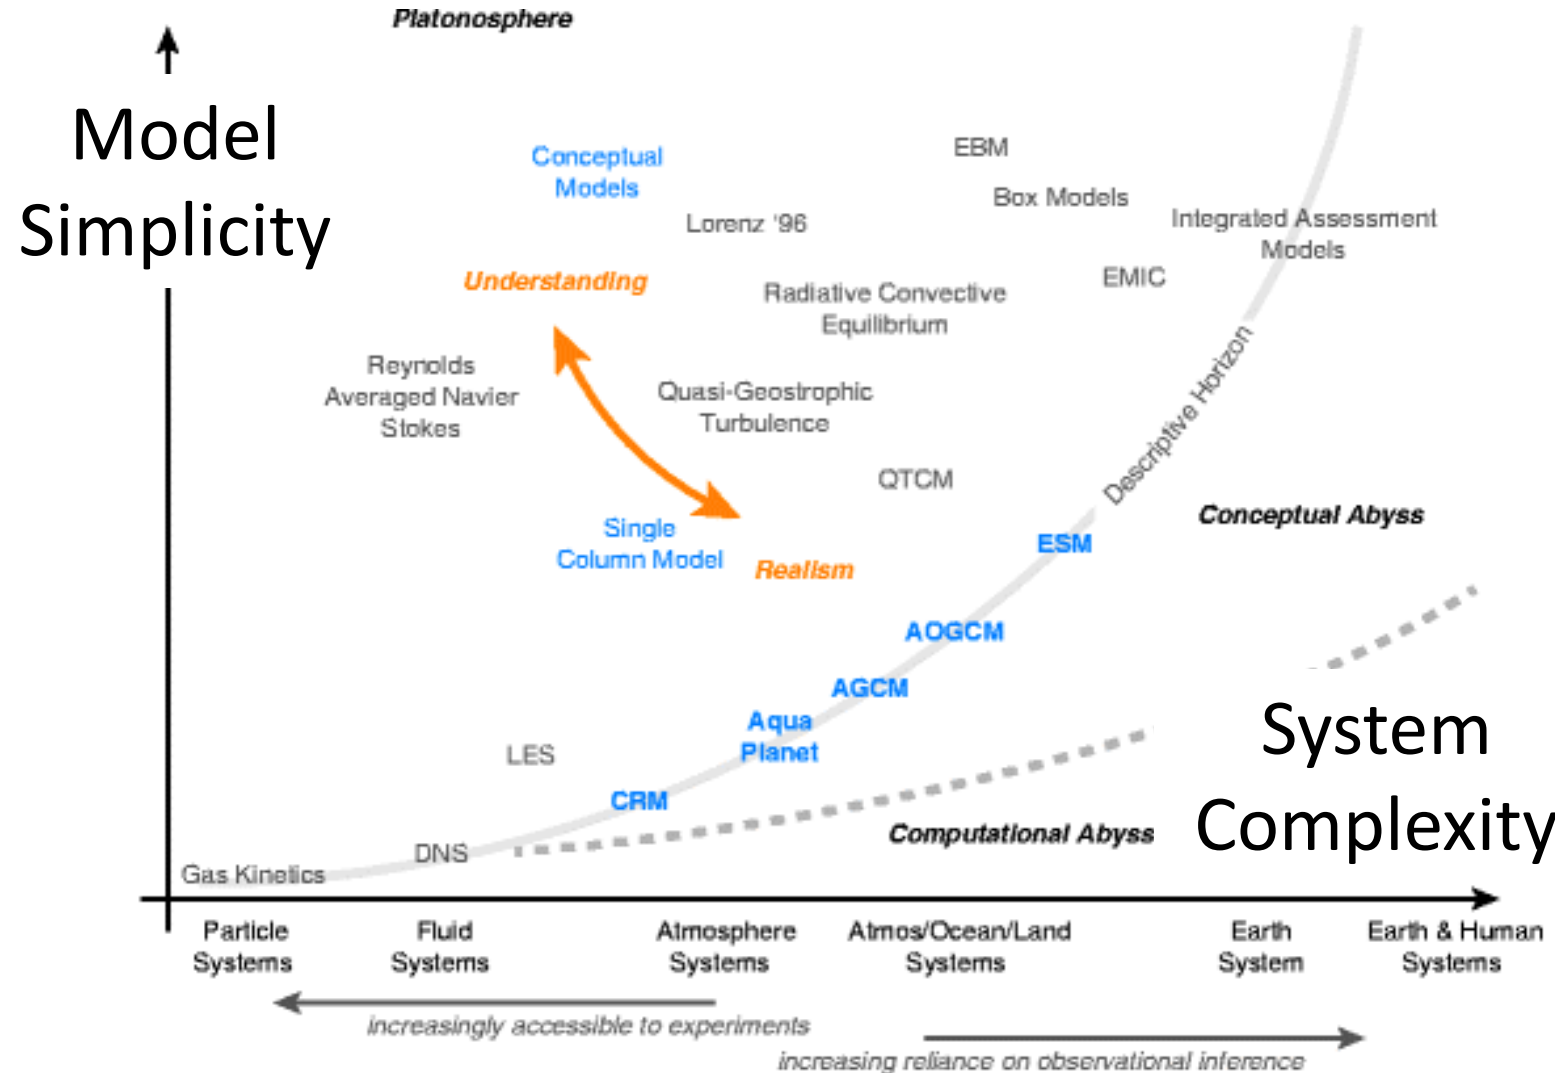 Platonosphere
Model
Simplicity
Conceptual
Models
EBM
Box Models
Lorenz '96
Integrated Assessment
Models
Understanding
EMIC
Radiative Convective
Equilibrium
Reynolds
Averaged Navier
Stokes
Quasi-Geostrophic
Turbulence
Descriptive Horizon
QTCM
Conceptual Abyss
Single
Column Model
ESM
Realism
AOGCM
AGCM
Aqua
Planet
System
Complexity
LES
CRM
Computational Abyss
DNS
Gas Kinetics
Particle
Systems
Fluid
Systems
Atmosphere
Systems
Atmos/Ocean/Land
Systems
Earth
System
Earth & Human
Systems
increasingly accessible to experiments
increasing reliance on observational inference